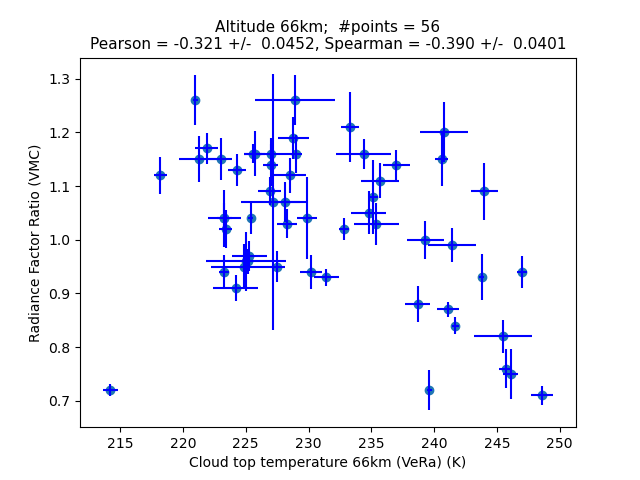 Altitude 66km;  #points = 56
Pearson = -0.321 +/-  0.0452, Spearman = -0.390 +/-  0.0401
Radiance Factor Ratio (VMC)
1.3
1.2
1.1
1.0
0.9
0.8
0.7
215 220 225 230 235 240 245 250
Cloud top temperature 66km (VeRa) (K)